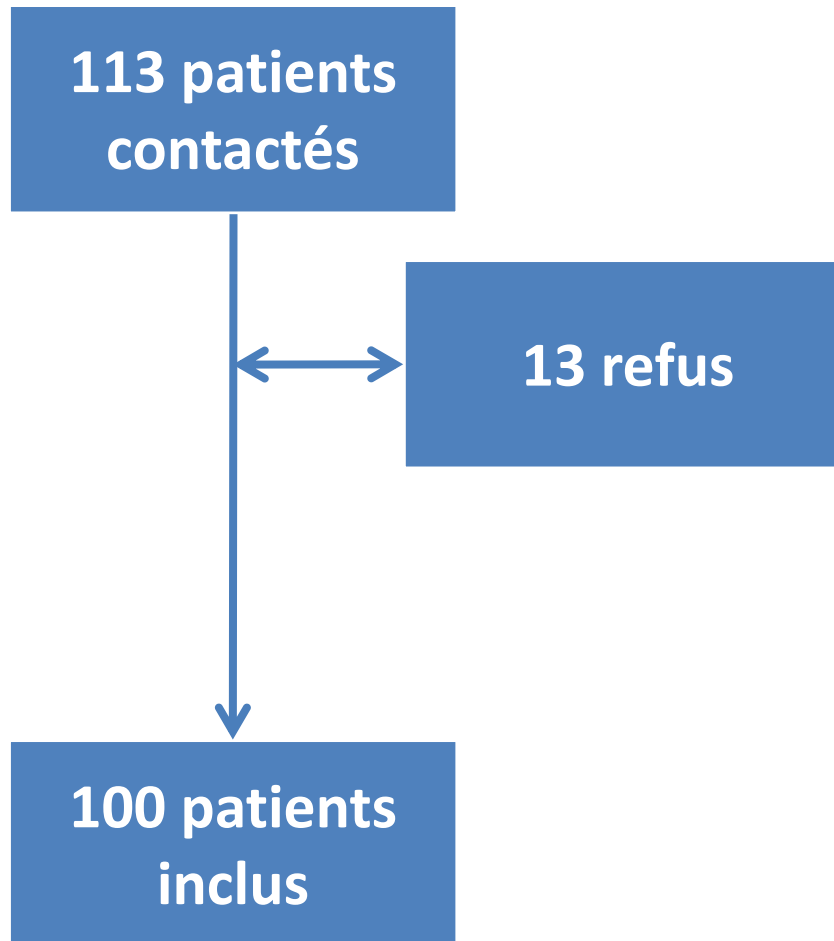 113 patients
contactés
13 refus
100 patients
inclus